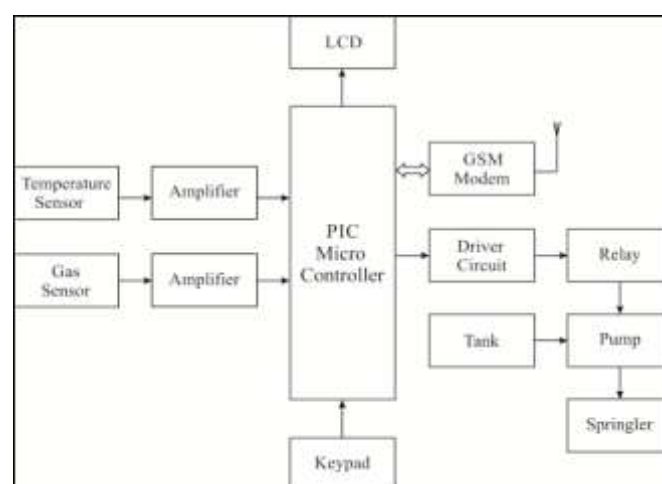 LCD
GSM
Modem
Temperature
Sensor
Amplifier
PIC
Micro
Controller
Driver
Circuit
Relay
Gas
Sensor
Amplifier
Tank
Pump
Springler
Keypad